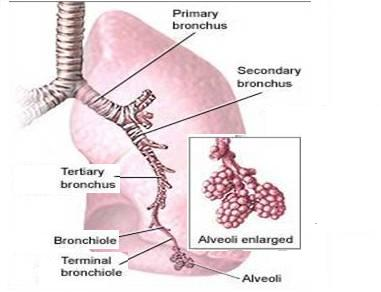 Primary
bronchus
Secondary
bronchus
Tertiary
bronchus
Bronchiole
Terminal
bronchiole
Alveoli enlarged
Alveoli